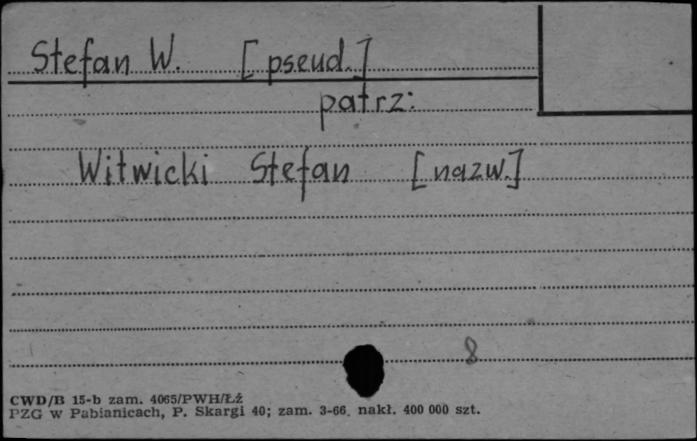 Stefan W. [pseud.]
patrz:
Witwicki Stefan [nazw.]
8
CWD/B 15-b zam. 4065/PWH/ŁŹ
PZG w Pabianicach, P. Skargi 40; zam. 3-66. nakł. 400 000 szt.